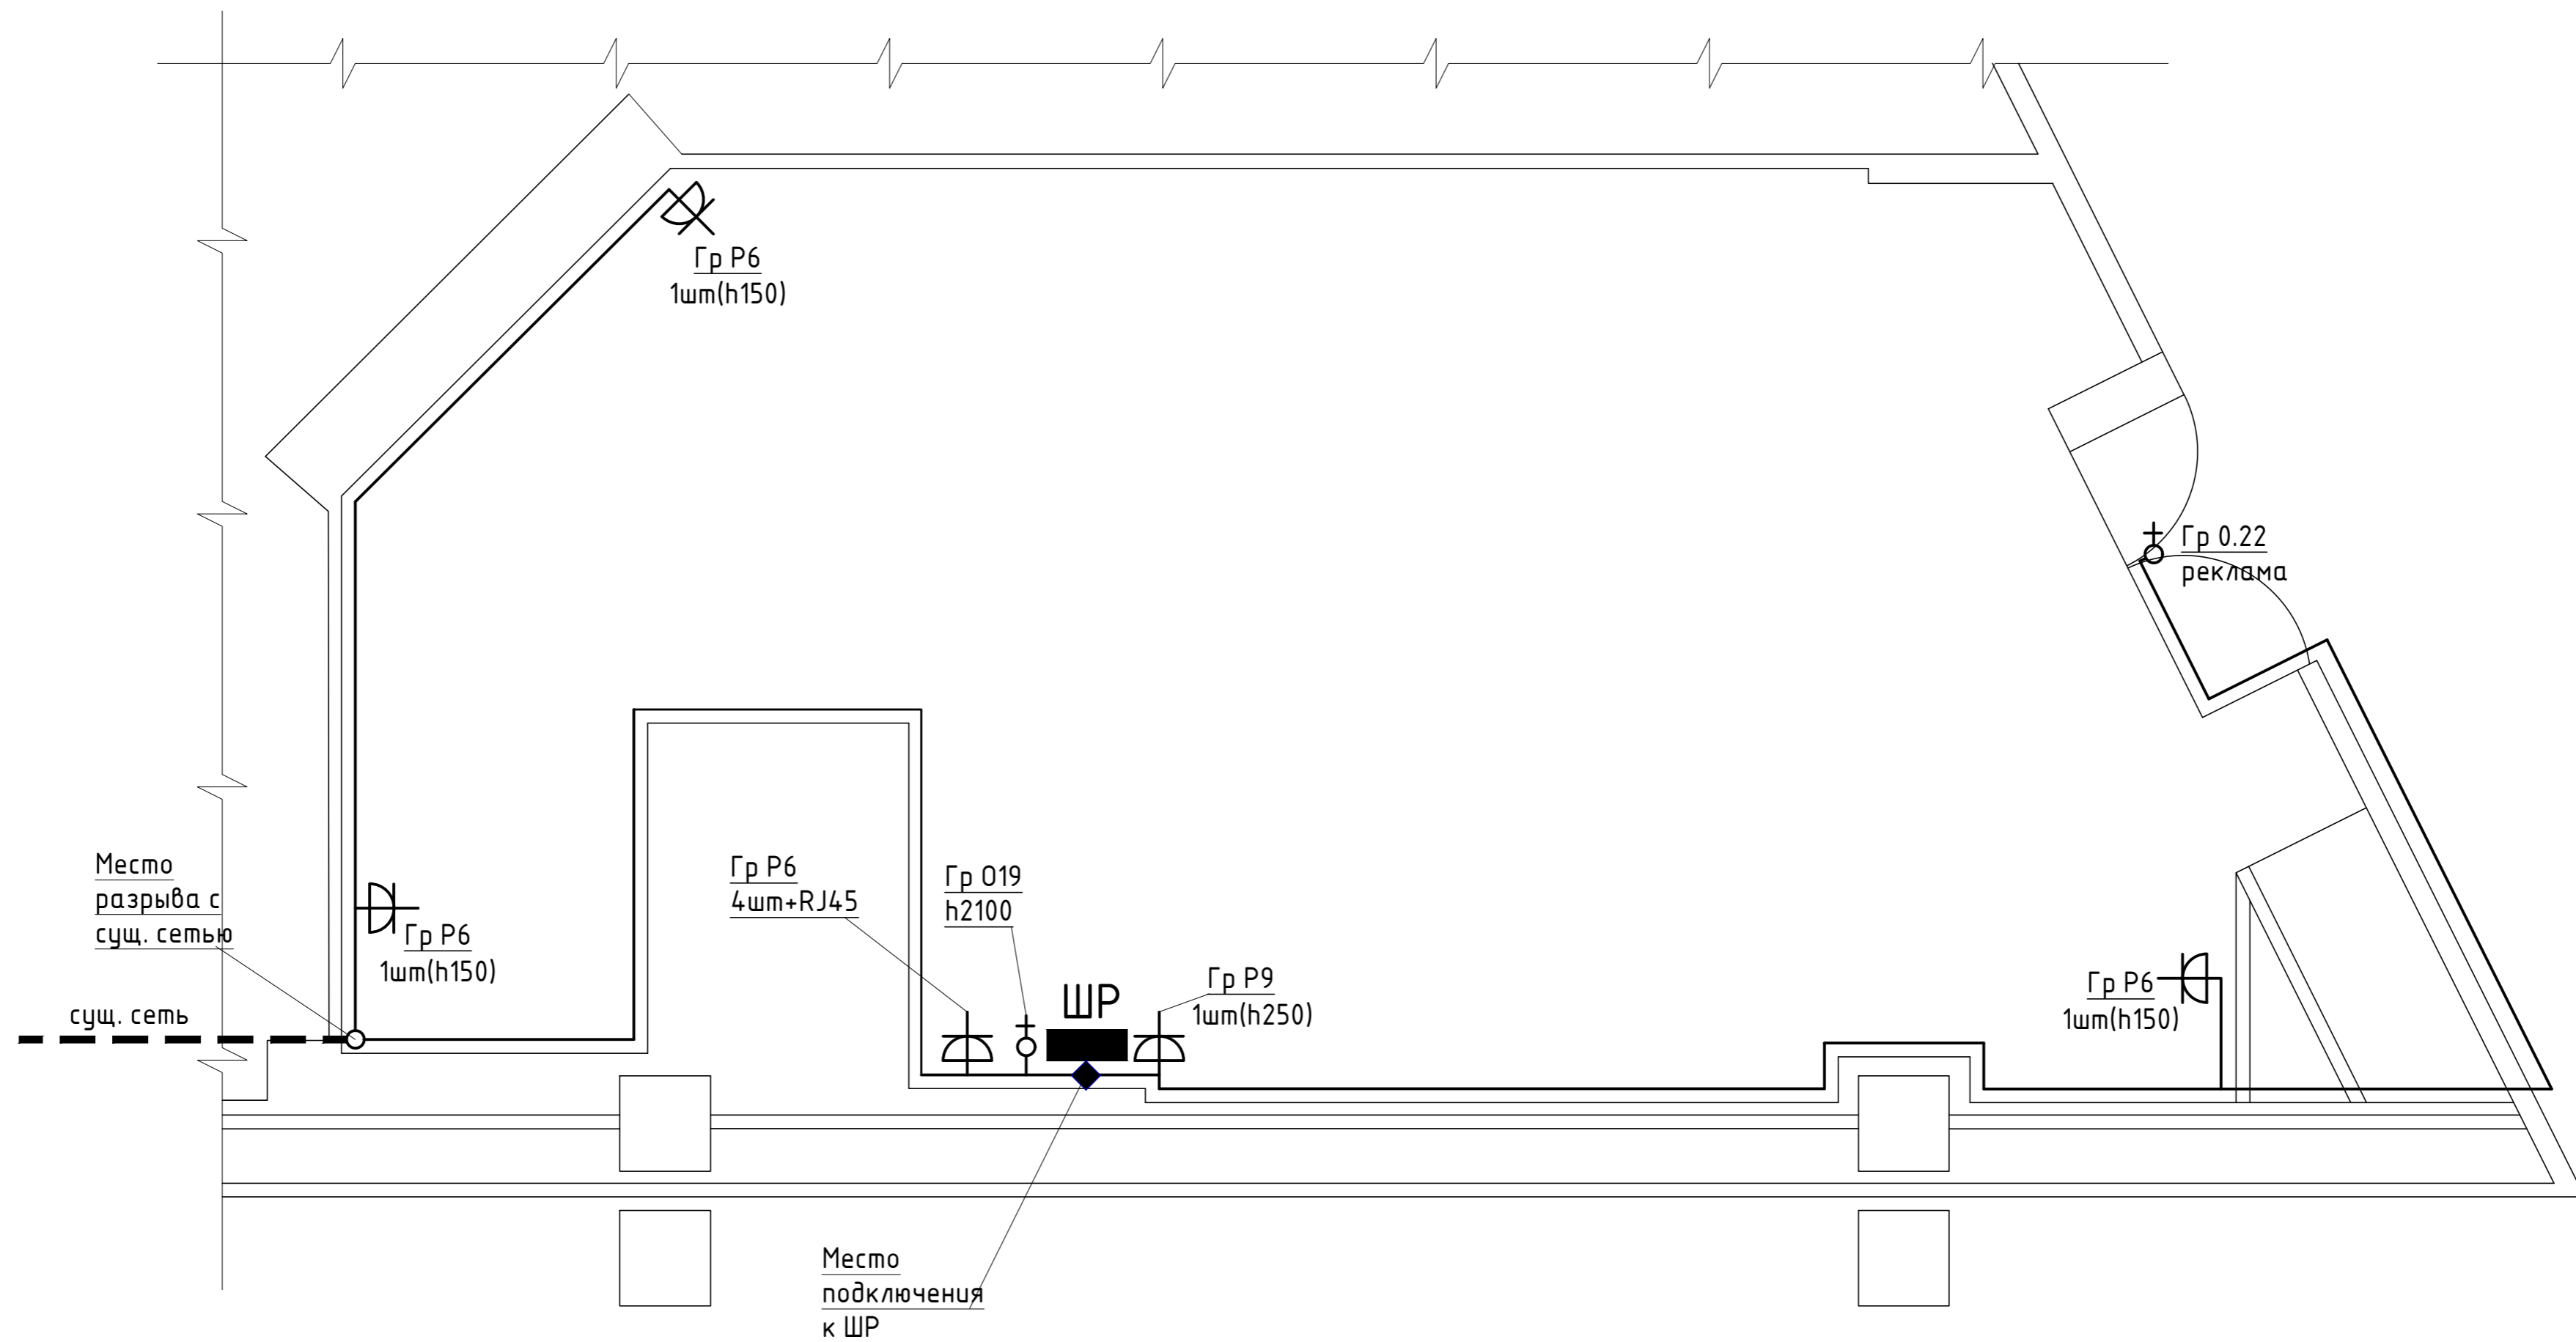 Гр Р6
1шт(h150)
Гр 0.22
реклама
Место
разрыва с
сущ. сетью
Гр Р6
1шт(h150)
сущ. сеть
Гр Р6
4шт+RJ45
Гр О19
h2100
ШР
Гр Р9
1шт(h250)
Гр Р6
1шт(h150)
Место
подключения
к ШР